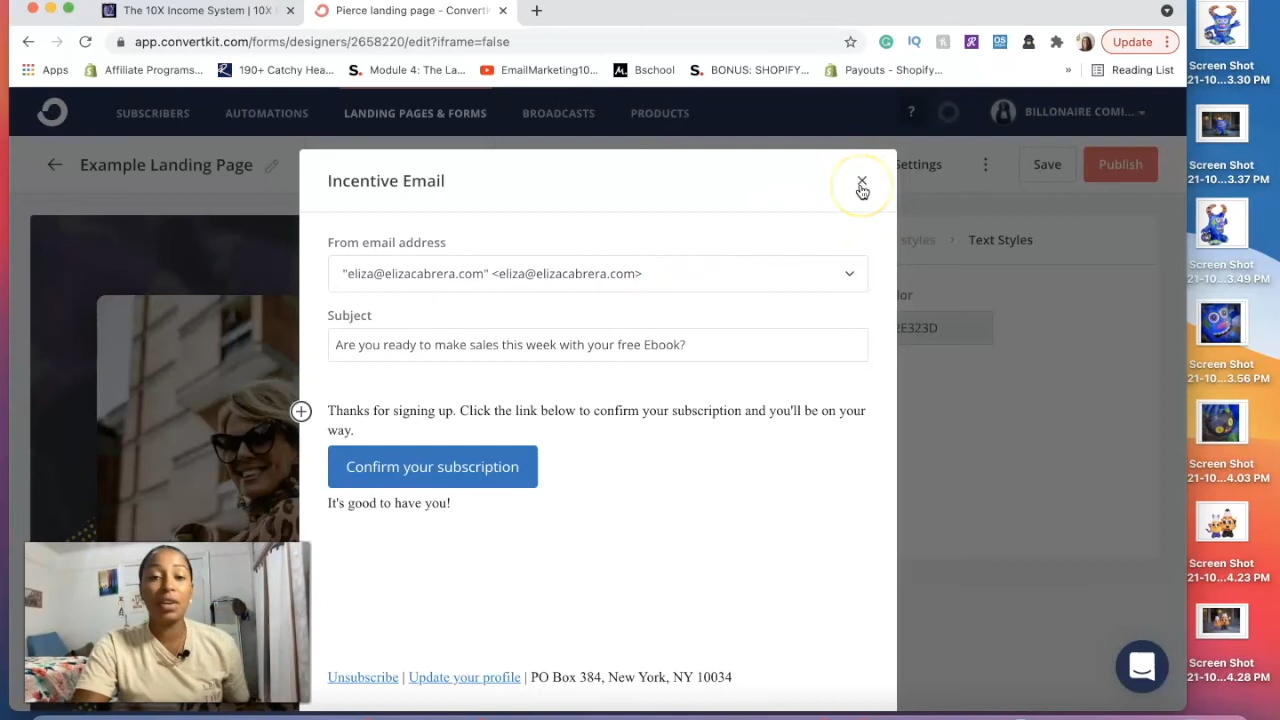 The 10X Income System | 10X
Pierce landing page - ConvertK
app.convertkit.com/forms/designers/2658220/edit?iframe=false
Update
Apps
Affiliate Programs...
190+ Catchy Hea...
Module 4: The La...
EmailMarketing10...
Bschool
BONUS: SHOPIFY...
Payouts - Shopify...
»
Reading List
SUBSCRIBERS
AUTOMATIONS
LANDING PAGES & FORMS
BROADCASTS
PRODUCTS
?
BILLONAIRE COMI...
Example Landing Page
Settings
Save
Publish
Incentive Email
styles > Text Styles
From email address
"eliza@elizacabrera.com" <eliza@elizacabrera.com>
lor
2E323D
Subject
Are you ready to make sales this week with your free Ebook?
Thanks for signing up. Click the link below to confirm your subscription and you'll be on your
way.
Confirm your subscription
It's good to have you!
Unsubscribe | Update your profile | PO Box 384, New York, NY 10034
Screen Shot
21-10...3.30 PM
Screen Shot
21-10...3.37 PM
Screen Shot
21-10...3.49 PM
Screen Shot
21-10...3.56 PM
Screen Shot
21-10...4.03 PM
Screen Shot
21-10...4.23 PM
Screen Shot
21-10...4.28 PM